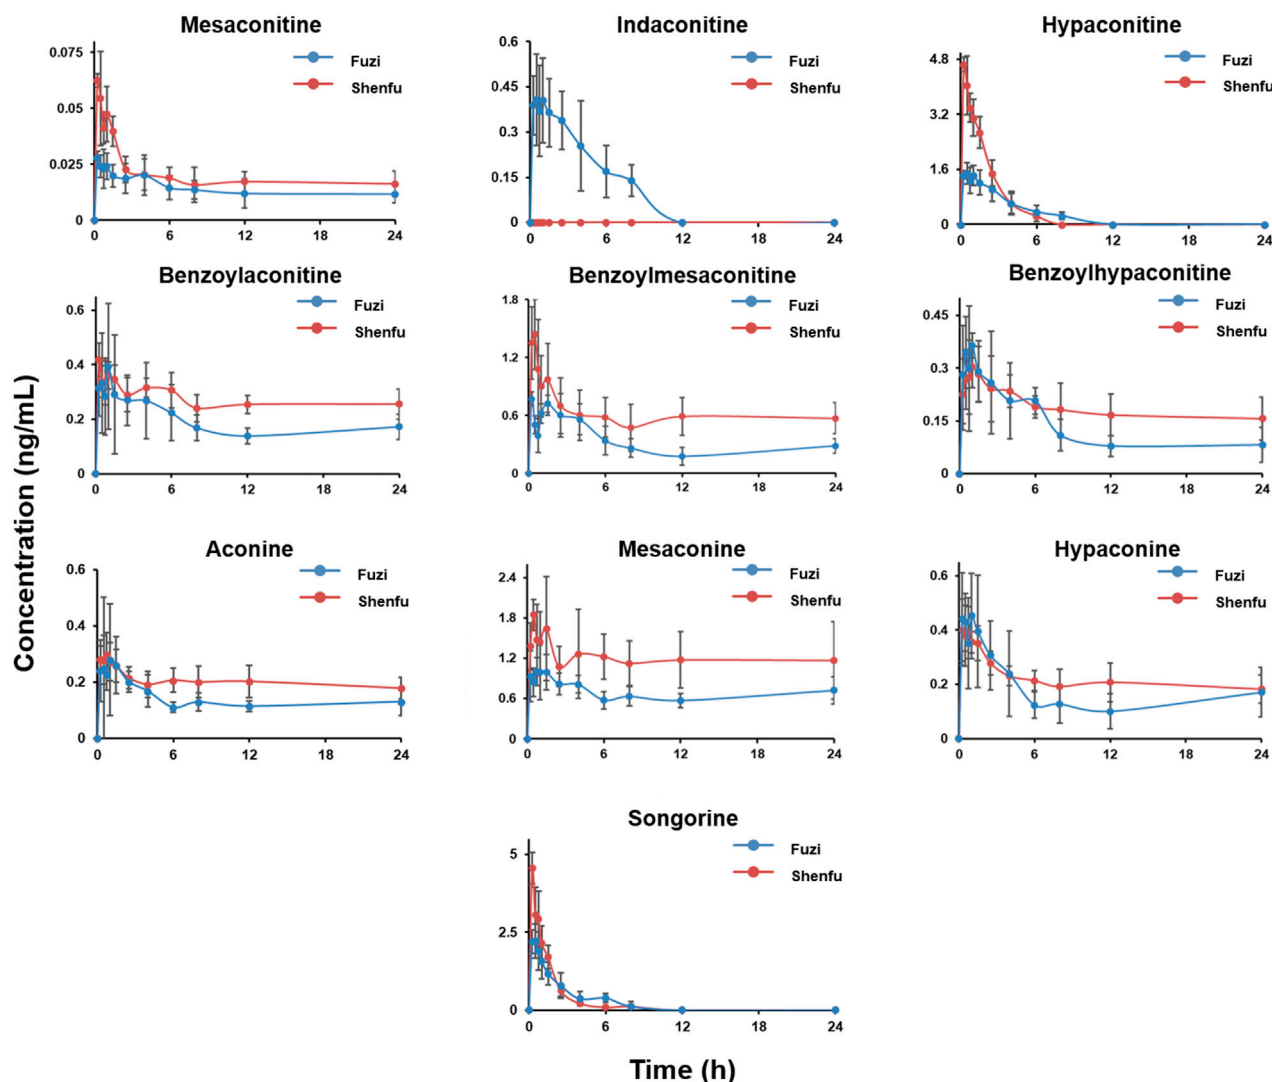 Mesaconitine
Indaconitine
Hypaconitine
0.075
0.05
0.025
0
0 6 12 18 24
Fuzi
Shenfu
0.6
0.45
0.3
0.15
0
0 6 12 18 24
Fuzi
Shenfu
4.8
3.2
1.6
0
0 6 12 18 24
Fuzi
Shenfu
Benzoylaconitine
Benzoylmesaconitine
Benzoylhypaconitine
0.6
0.4
0.2
0
0 6 12 18 24
Fuzi
Shenfu
1.8
1.2
0.6
0
0 6 12 18 24
Fuzi
Shenfu
0.45
0.3
0.15
0
0 6 12 18 24
Fuzi
Shenfu
Aconine
Mesaconine
Hypaconine
0.6
0.4
0.2
0
0 6 12 18 24
Fuzi
Shenfu
2.4
1.8
1.2
0.6
0
0 6 12 18 24
Fuzi
Shenfu
0.6
0.4
0.2
0
0 6 12 18 24
Fuzi
Shenfu
Songorine
5
2.5
0
0 6 12 18 24
Fuzi
Shenfu
Concentration (ng/mL)
Time (h)